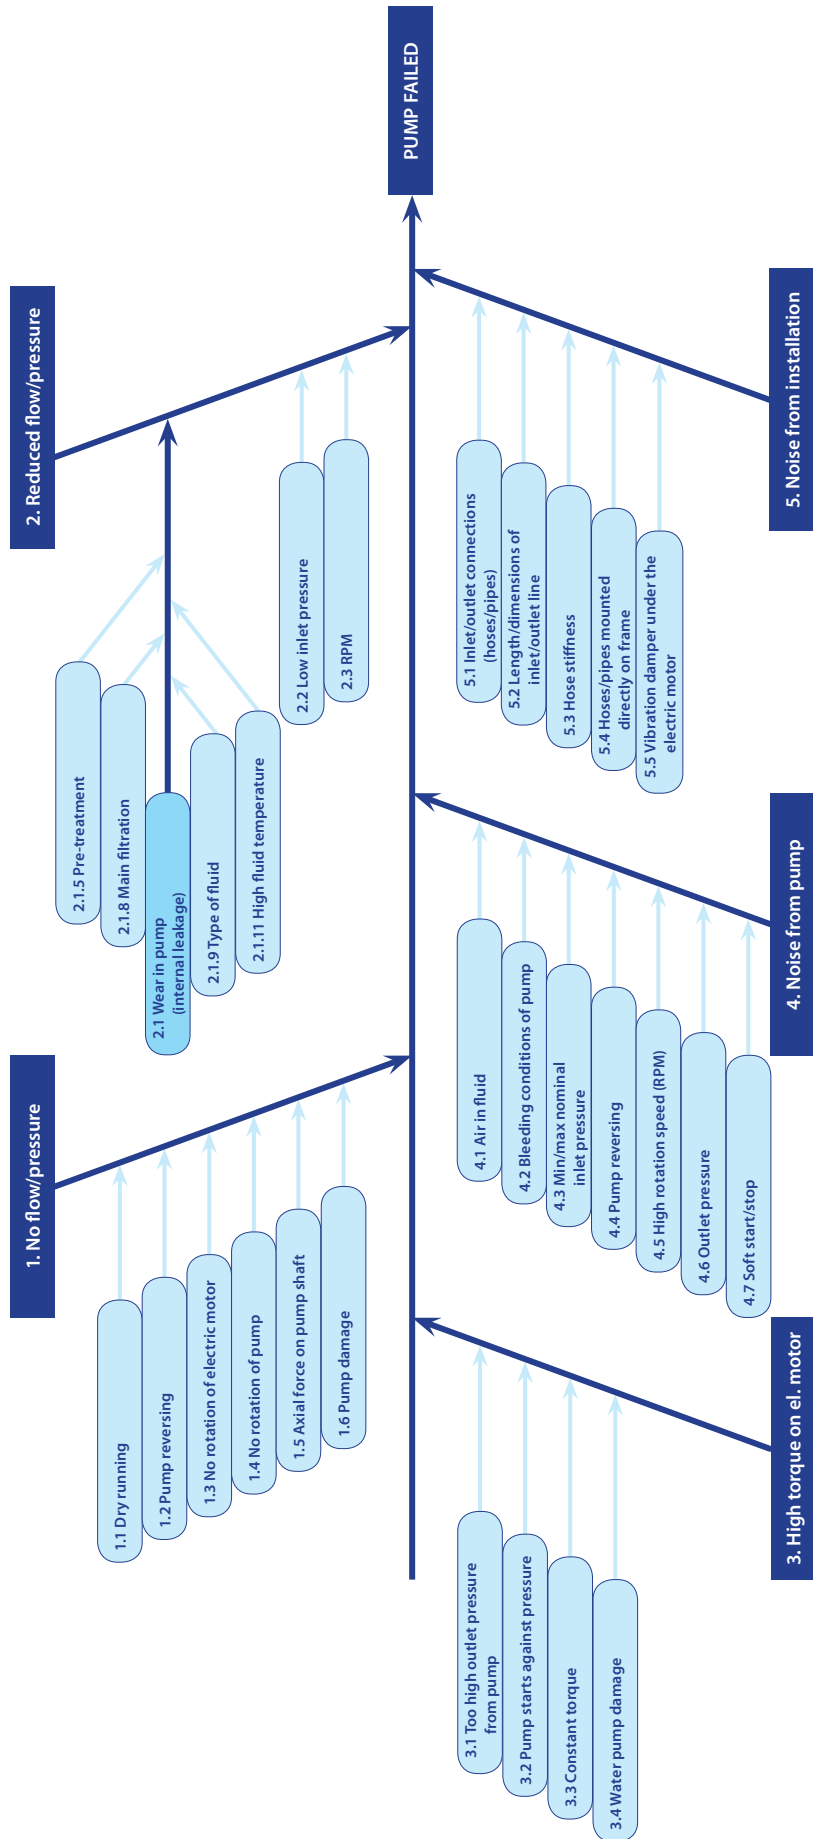 PUMP FAILED
1. No flow/pressure
1.1 Dry running
1.2 Pump reversing
1.3 No rotation of electric motor
1.4 No rotation of pump
1.5 Axial force on pump shaft
1.6 Pump damage
2. Reduced flow/pressure
2.1.5 Pre-treatment
2.1.8 Main filtration
2.1 Wear in pump
(internal leakage)
2.1.9 Type of fluid
2.1.11 High fluid temperature
2.2 Low inlet pressure
2.3 RPM
3.1 Too high outlet pressure
from pump
3.2 Pump starts against pressure
3.3 Constant torque
3.4 Water pump damage
3. High torque on el. motor
4.1 Air in fluid
4.2 Bleeding conditions of pump
4.3 Min/max nominal
inlet pressure
4.4 Pump reversing
4.5 High rotation speed (RPM)
4.6 Outlet pressure
4.7 Soft start/stop
4. Noise from pump
5.1 Inlet/outlet connections
(hoses/pipes)
5.2 Length/dimensions of
inlet/outlet line
5.3 Hose stiffness
5.4 Hoses/pipes mounted
directly on frame
5.5 Vibration damper under the
electric motor
5. Noise from installation